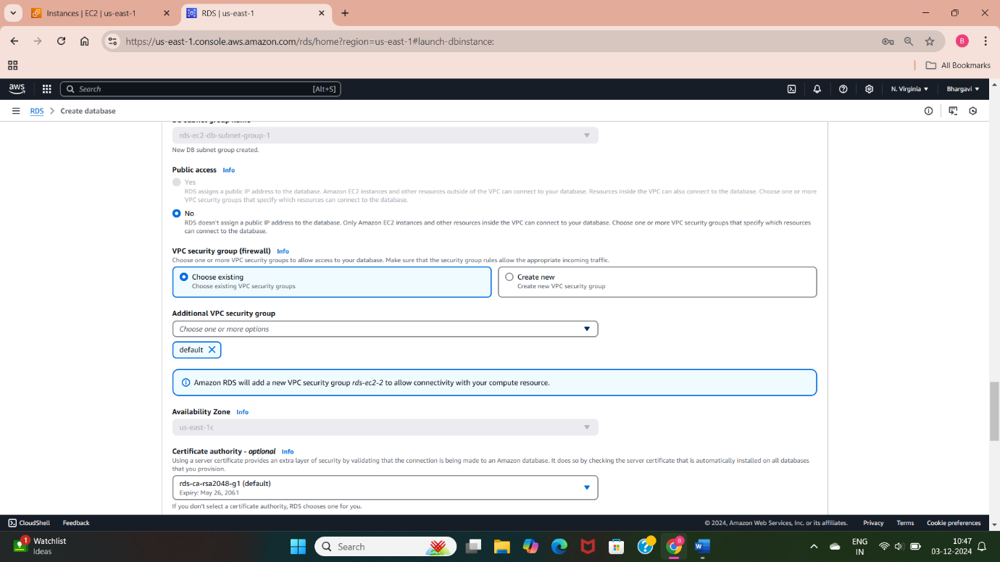 Instances | EC2 | us-east-1
RDS | us-east-1
https://us-east-1.console.aws.amazon.com/rds/home?region=us-east-1#launch-dbinstance:
B
All Bookmarks
aws
Search
[Alt+S]
N. Virginia
Bhargavi
RDS
Create database
DB subnet group name
rds-ec2-db-subnet-group-1
New DB subnet group created.
Public access Info
Yes
RDS assigns a public IP address to the database. Amazon EC2 instances and other resources outside of the VPC can connect to your database. Resources inside the VPC can also connect to the database. Choose one or more
VPC security groups that specify which resources can connect to the database.
No
RDS doesn't assign a public IP address to the database. Only Amazon EC2 instances and other resources inside the VPC can connect to your database. Choose one or more VPC security groups that specify which resources
can connect to the database.
VPC security group (firewall) Info
Choose one or more VPC security groups to allow access to your database. Make sure that the security group rules allow the appropriate incoming traffic.
Choose existing
Choose existing VPC security groups
Create new
Create new VPC security group
Additional VPC security group
Choose one or more options
default
Amazon RDS will add a new VPC security group rds-ec2-2 to allow connectivity with your compute resource.
Availability Zone Info
us-east-1c
Certificate authority - optional Info
Using a server certificate provides an extra layer of security by validating that the connection is being made to an Amazon database. It does so by checking the server certificate that is automatically installed on all databases
that you provision.
rds-ca-rsa2048-g1 (default)
Expiry: May 26, 2061
If you don't select a certificate authority, RDS chooses one for you.
CloudShell
Feedback
© 2024, Amazon Web Services, Inc. or its affiliates.
Privacy
Terms
Cookie preferences
1
Watchlist
Ideas
Search
B
ENG
IN
10:47
03-12-2024